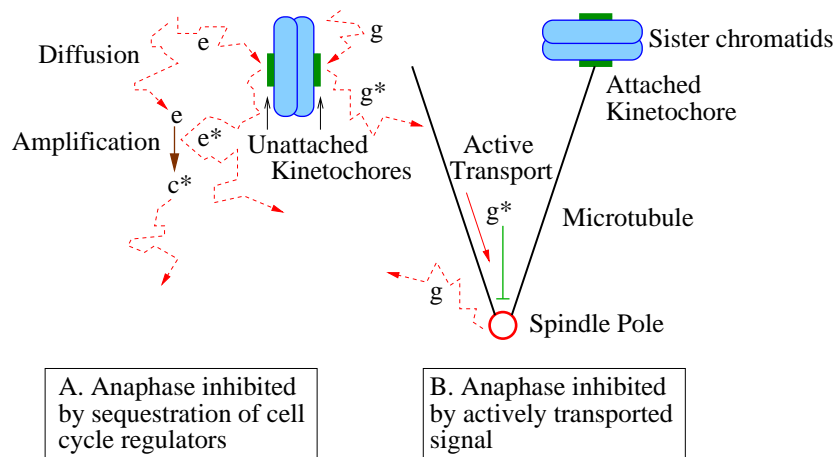 Diffusion
e
g
Sister chromatids
g*
Attached
Kinetochore
e
e*
Amplification
Unattached
Kinetochores
Active
Transport
c*
g*
Microtubule
g
Spindle Pole
A. Anaphase inhibited
by sequestration of cell
cycle regulators
B. Anaphase inhibited
by actively transported
signal